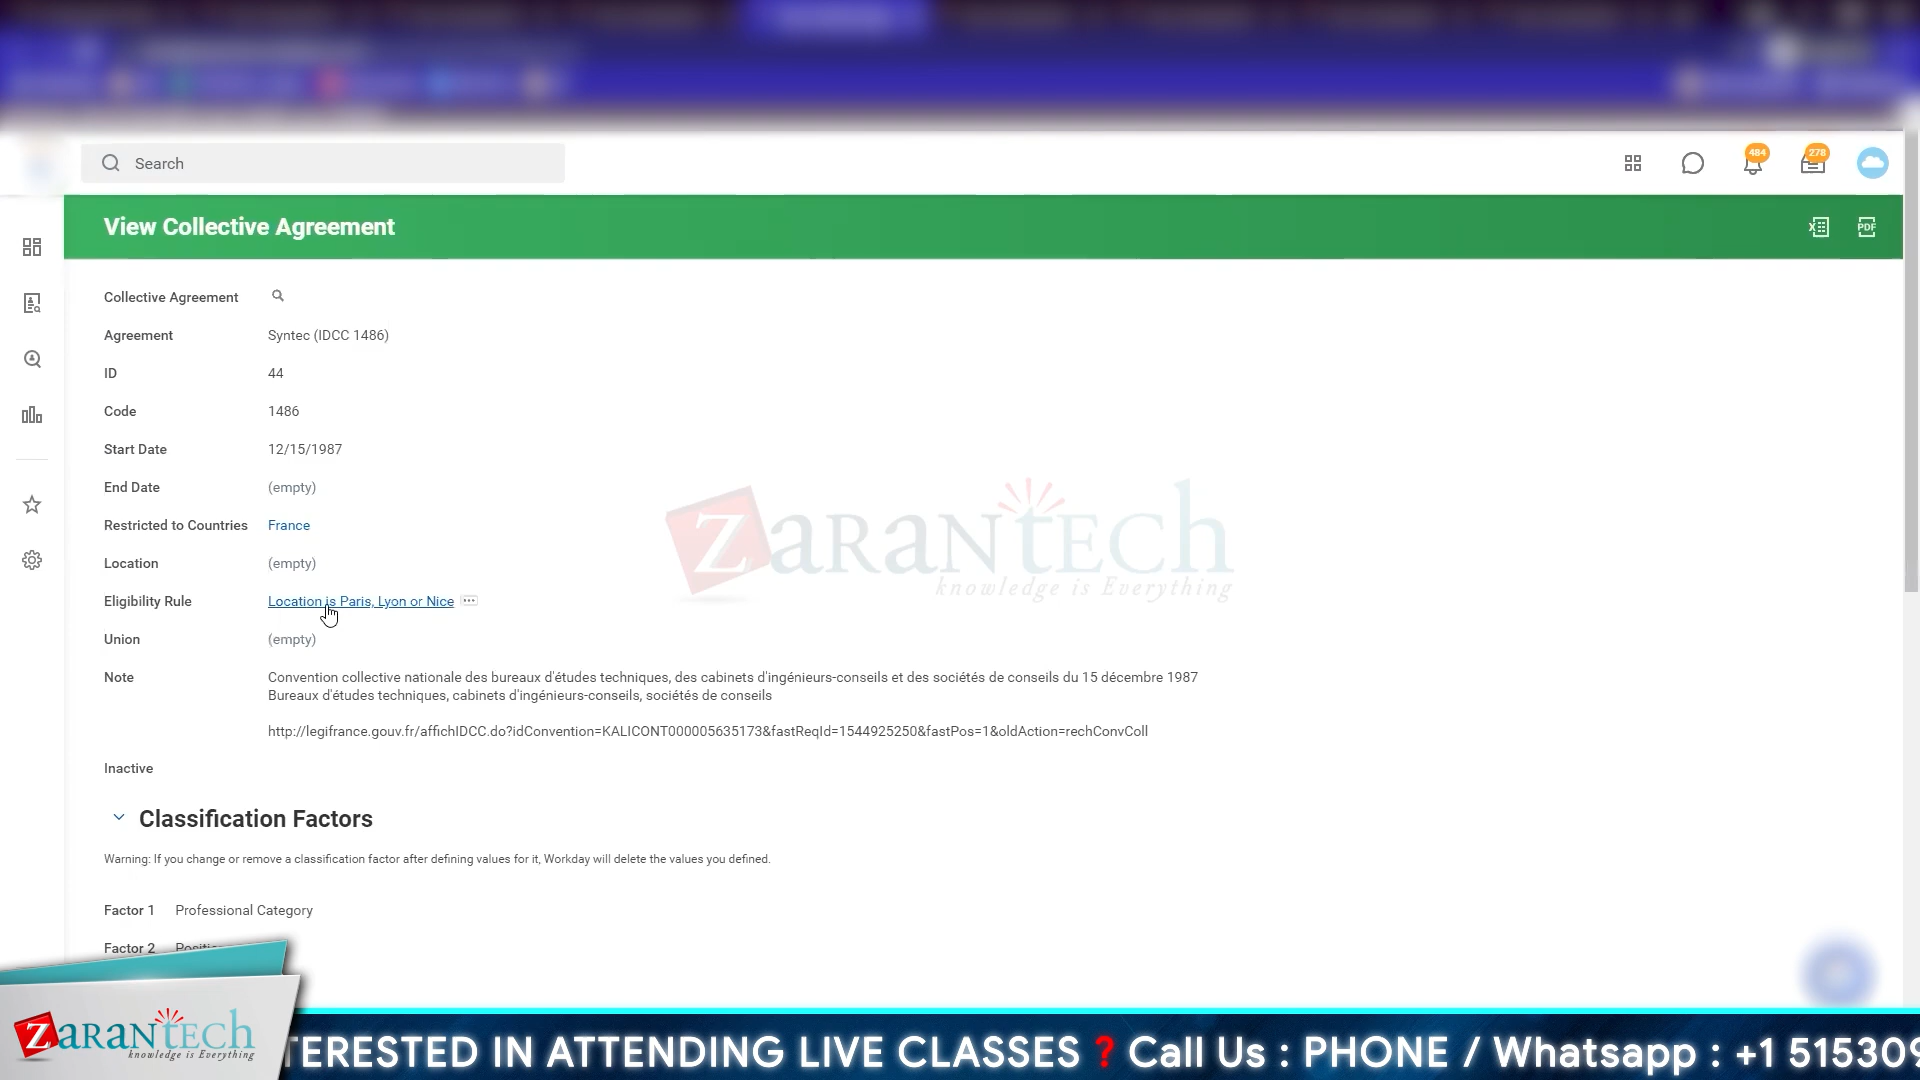 Search
484
278
View Collective Agreement
PDF
Collective Agreement
Agreement Syntec (IDCC 1486)
ID 44
Code 1486
Start Date 12/15/1987
End Date (empty)
Restricted to Countries France
Location (empty)
Eligibility Rule Location is Paris, Lyon or Nice
Union (empty)
Note Convention collective nationale des bureaux d'études techniques, des cabinets d'ingénieurs-conseils et des sociétés de conseils du 15 décembre 1987
Bureaux d'études techniques, cabinets d'ingénieurs-conseils, sociétés de conseils
http://legifrance.gouv.fr/affichIDCC.do?idConvention=KALICONT000005635173&fastReqId=1544925250&fastPos=1&oldAction=rechConvColl
Inactive
Classification Factors
Warning: If you change or remove a classification factor after defining values for it, Workday will delete the values you defined.
Factor 1 Professional Category
Factor 2
ZaranTech
knowledge is Everything
ZaranTech
knowledge is Everything
TERESTED IN ATTENDING LIVE CLASSES ? Call Us : PHONE / Whatsapp : +1 515309